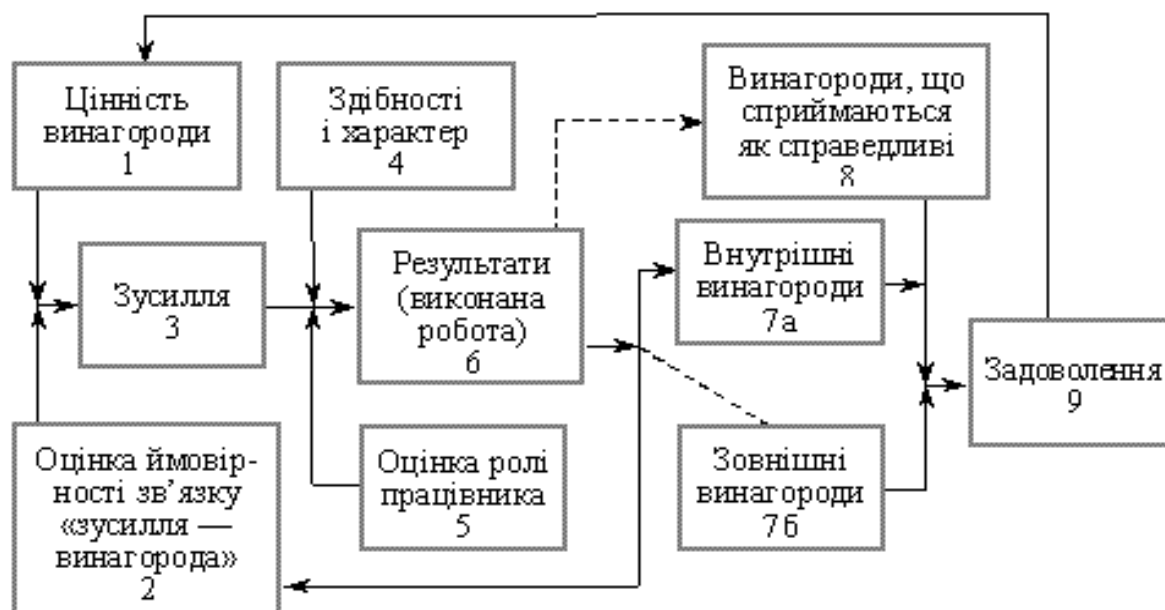 Цінність
винагороди
1
Здібності
і характер
4
Винагороди, що
сприймаються
як справедливі
8
Зусилля
3
Результати
(виконана
робота)
6
Внутрішні
винагороди
7а
Задоволення
9
Оцінка ймовір-
ності зв’язку
«зусилля —
винагорода»
2
Оцінка ролі
працівника
5
Зовнішні
винагороди
7б